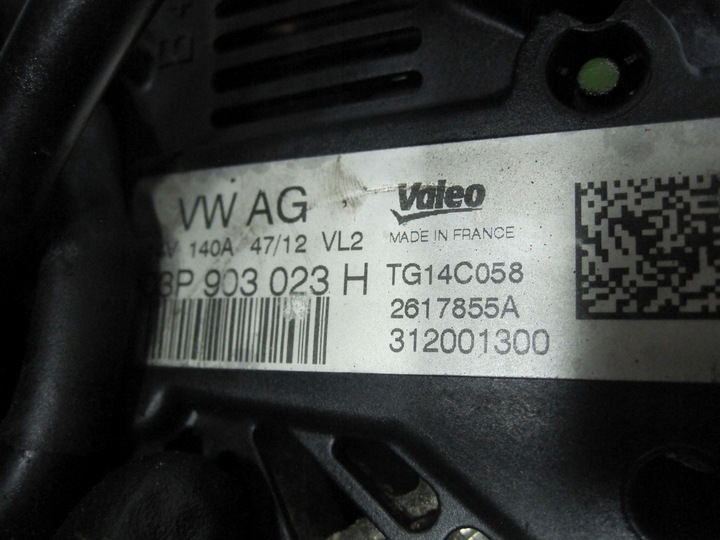 VW AG
Valeo
MADE IN FRANCE
140A 47/12 VL2
3P 903 023 H
TG14C058
2617855A
312001300